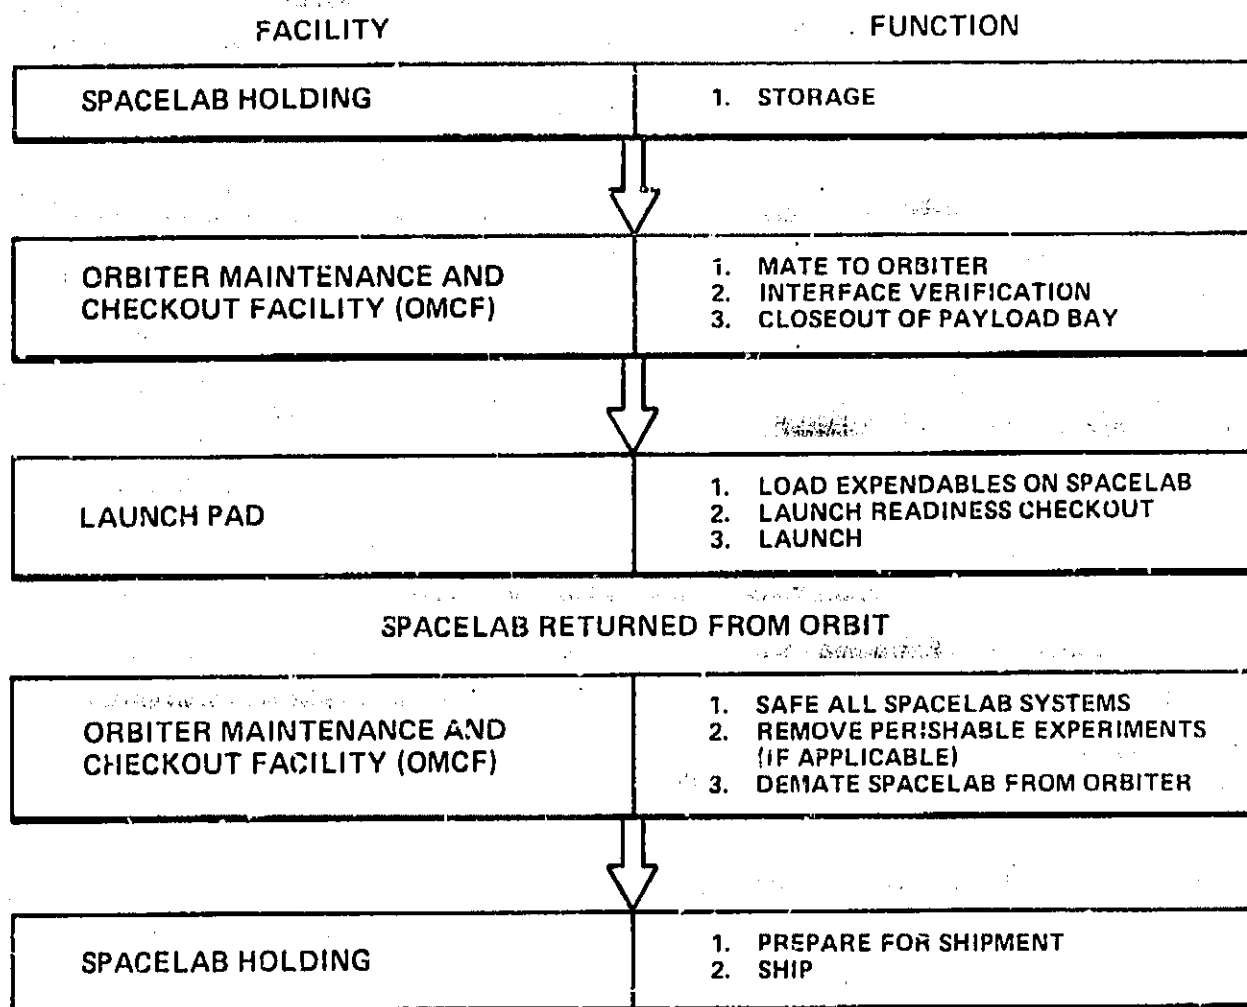 FACILITY FUNCTION
SPACELAB HOLDING
1. STORAGE
ORBITER MAINTENANCE AND
CHECKOUT FACILITY (OMCF)
1. MATE TO ORBITER
2. INTERFACE VERIFICATION
3. CLOSEOUT OF PAYLOAD BAY
LAUNCH PAD
1. LOAD EXPENDABLES ON SPACELAB
2. LAUNCH READINESS CHECKOUT
3. LAUNCH
SPACELAB RETURNED FROM ORBIT
ORBITER MAINTENANCE AND
CHECKOUT FACILITY (OMCF)
1. SAFE ALL SPACELAB SYSTEMS
2. REMOVE PERISHABLE EXPERIMENTS
(IF APPLICABLE)
3. DEMATE SPACELAB FROM ORBITER
SPACELAB HOLDING
1. PREPARE FOR SHIPMENT
2. SHIP